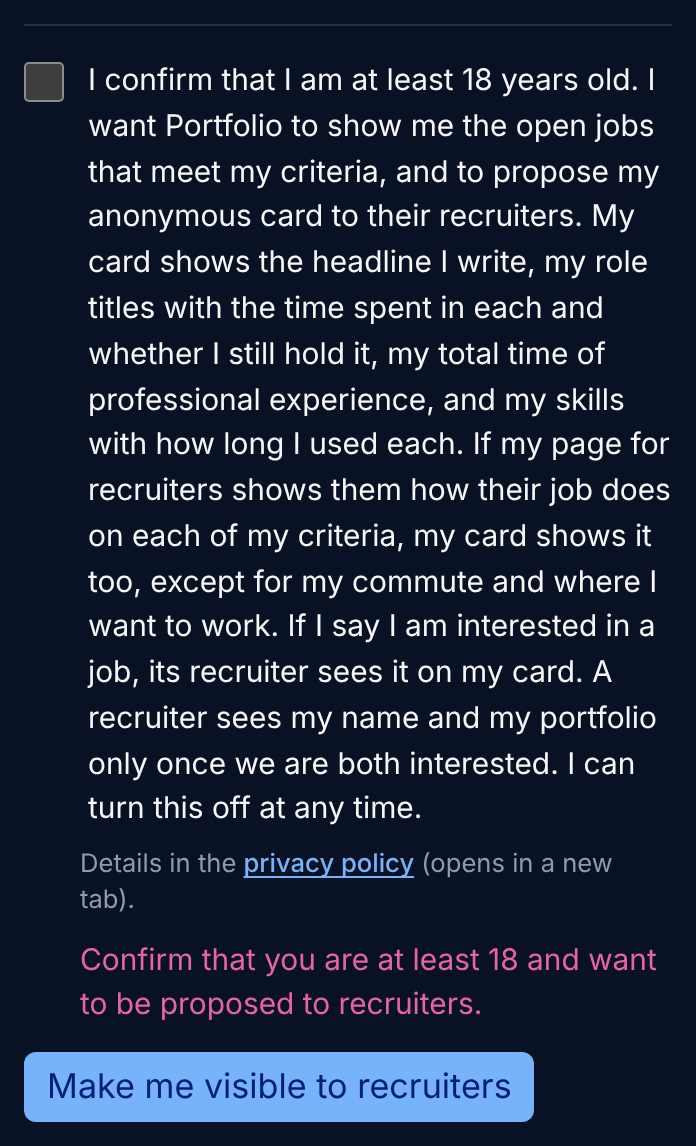 I confirm that I am at least 18 years old. I
want Portfolio to show me the open jobs
that meet my criteria, and to propose my
anonymous card to their recruiters. My
card shows the headline I write, my role
titles with the time spent in each and
whether I still hold it, my total time of
professional experience, and my skills
with how long I used each. If my page for
recruiters shows them how their job does
on each of my criteria, my card shows it
too, except for my commute and where I
want to work. If I say I am interested in a
job, its recruiter sees it on my card. A
recruiter sees my name and my portfolio
only once we are both interested. I can
turn this off at any time.
Details in the privacy policy (opens in a new
tab).
Confirm that you are at least 18 and want
to be proposed to recruiters.
Make me visible to recruiters